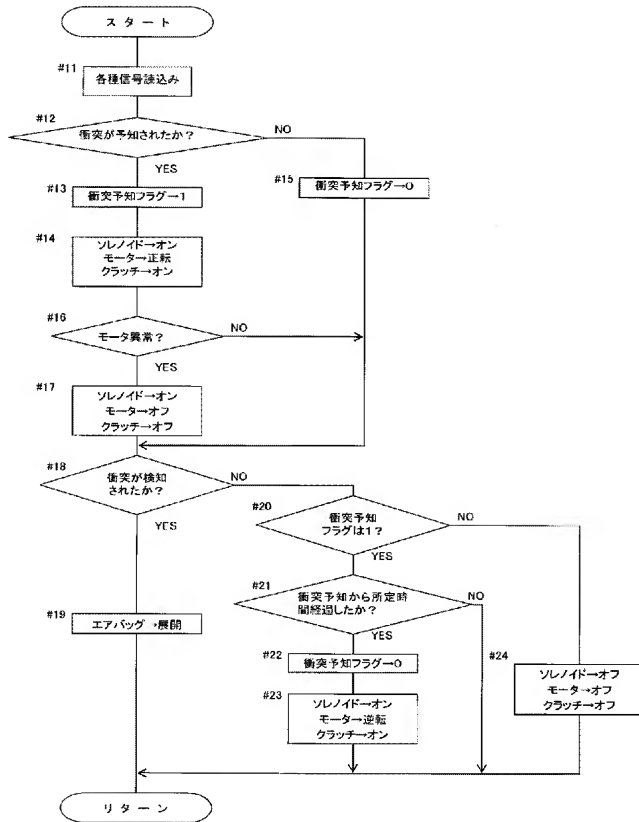 スタート
#11
各種信号読込み
#12
衝突が予知されたか？
NO
YES
#13
衝突予知フラグ→1
#15
衝突予知フラグ→0
#14
ソレノイド→オン
モーター→正転
クラッチ→オン
#16
モータ異常？
NO
YES
#17
ソレノイド→オン
モーター→オフ
クラッチ→オフ
#18
衝突が検知
されたか？
NO
YES
#20
衝突予知
フラグは1？
NO
YES
#21
衝突予知から所定時
間経過したか？
NO
YES
#19
エアバッグ→展開
#22
衝突予知フラグ→0
#24
ソレノイド→オフ
モーター→オフ
クラッチ→オフ
#23
ソレノイド→オン
モーター→逆転
クラッチ→オン
リターン